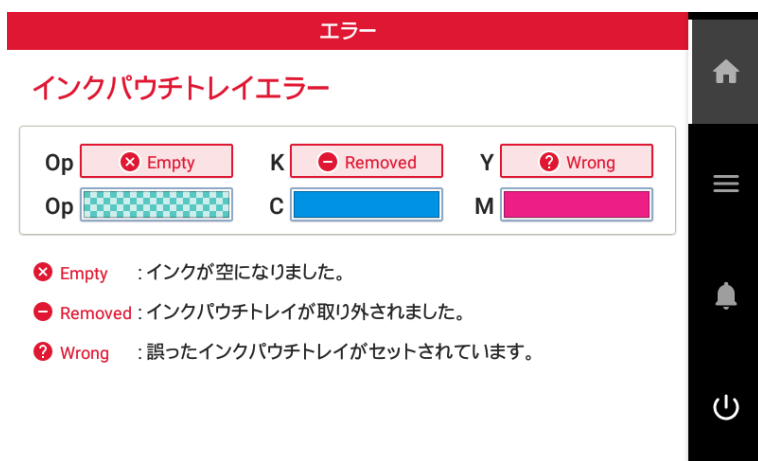 エラー
インクパウチトレイエラー
Op Empty K Removed Y Wrong
Op C M
Empty :インクが空になりました。
Removed :インクパウチトレイが取り外されました。
Wrong :誤ったインクパウチトレイがセットされています。